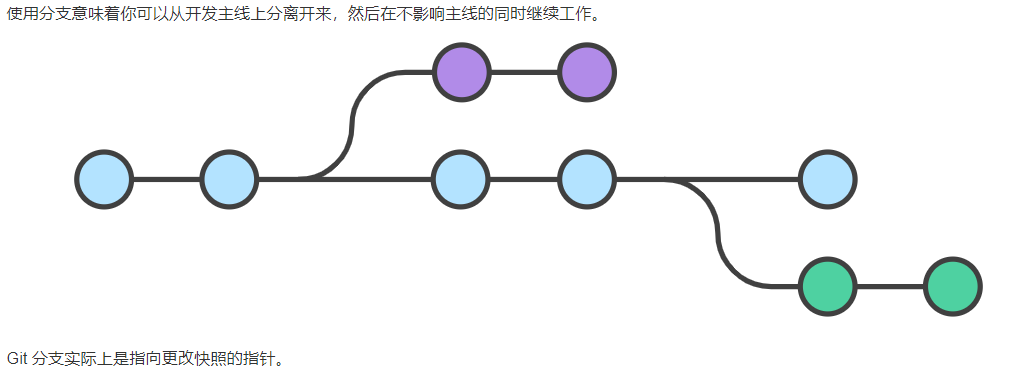 使用分支意味着你可以从开发主线上分离开来，然后在不影响主线的同时继续工作。
Git 分支实际上是指向更改快照的指针。